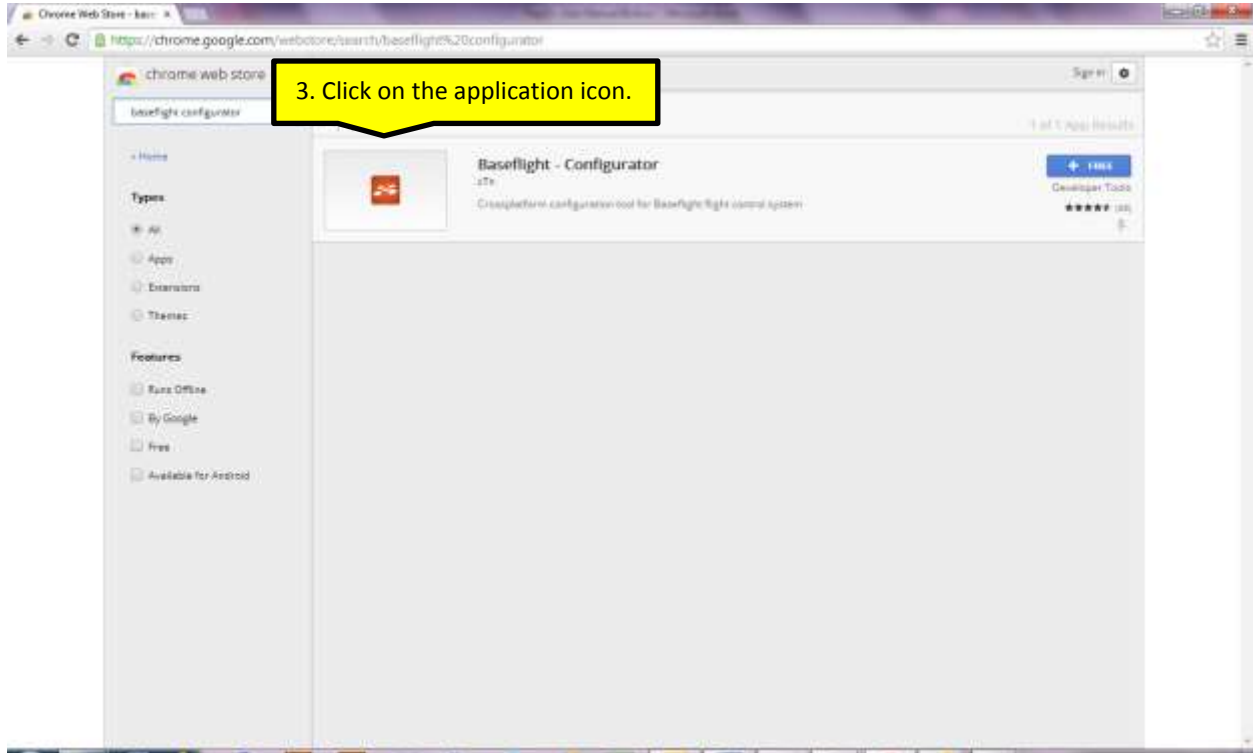 Chrome Web Store - base
https://chrome.google.com/webstore/search/baseflight%20configurator
chrome web store
Sign in
3. Click on the application icon.
baseflight configurator
1 of 1 App Results
« Home
Baseflight - Configurator
cTn
Crossplatform configuration tool for Baseflight flight control system
+ FREE
Developer Tools
Types
All
Apps
Extensions
Themes
Features
Runs Offline
By Google
Free
Available for Android